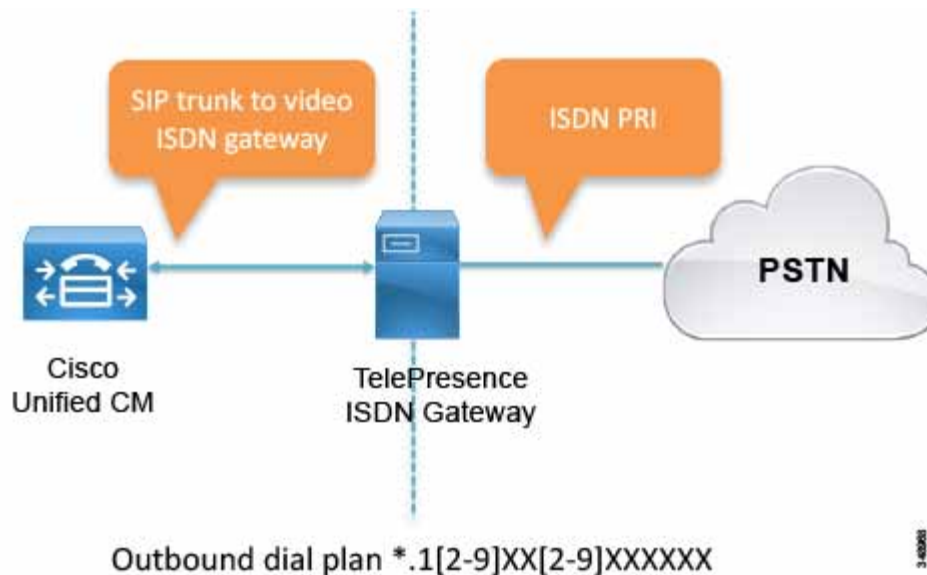 SIP trunk to video
ISDN gateway
ISDN PRI
PSTN
Cisco
Unified CM
TelePresence
ISDN Gateway
Outbound dial plan *.1[2-9]XX[2-9]XXXXXX